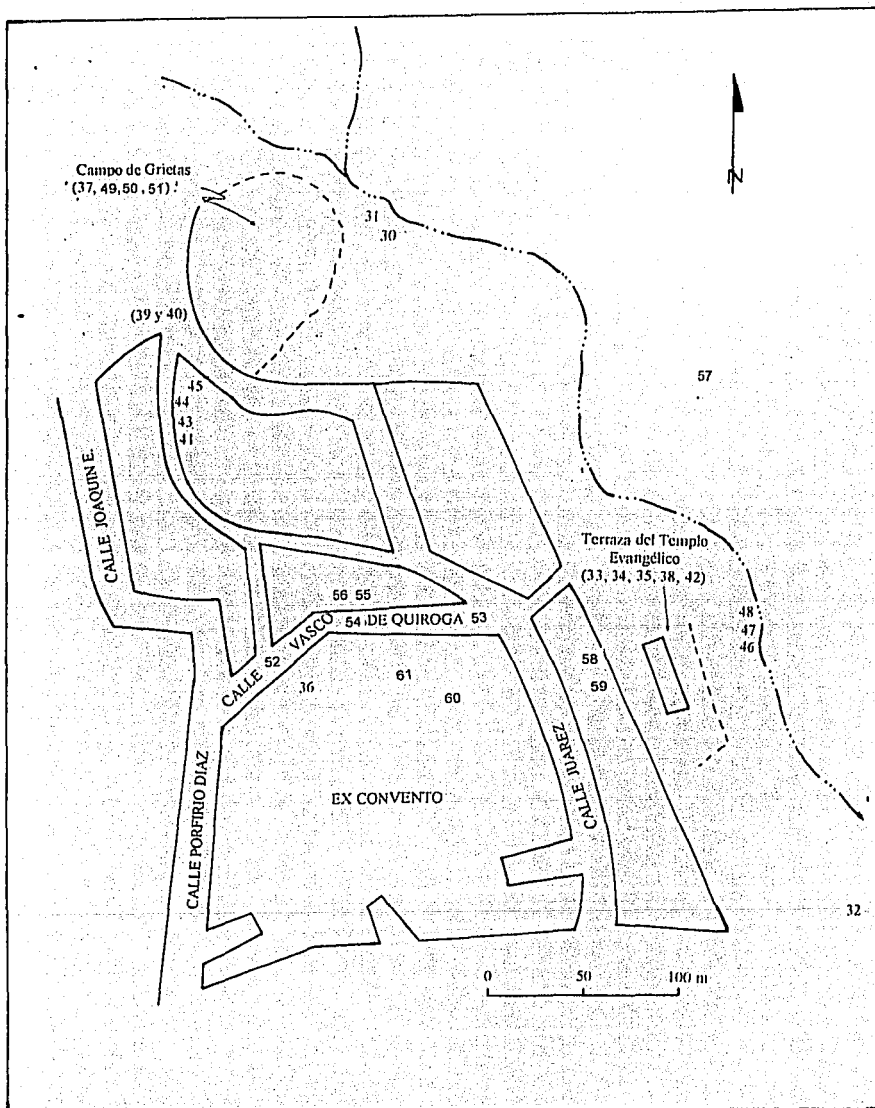 Campo de Grietas
(37, 49, 50, 51)
N
31
30
(39 y 40)
45
44
43
41
57
CALLE JOAQUIN E.
Terraza del Templo
Evangélico
(33, 34, 35, 38, 42)
56 55
54 DE QUIROGA 53
CALLE 52 VASCO
48
47
46
58
59
36
61
60
EX CONVENTO
CALLE JUAREZ
CALLE PORFIRIO DIAZ
32
0 50 100 m